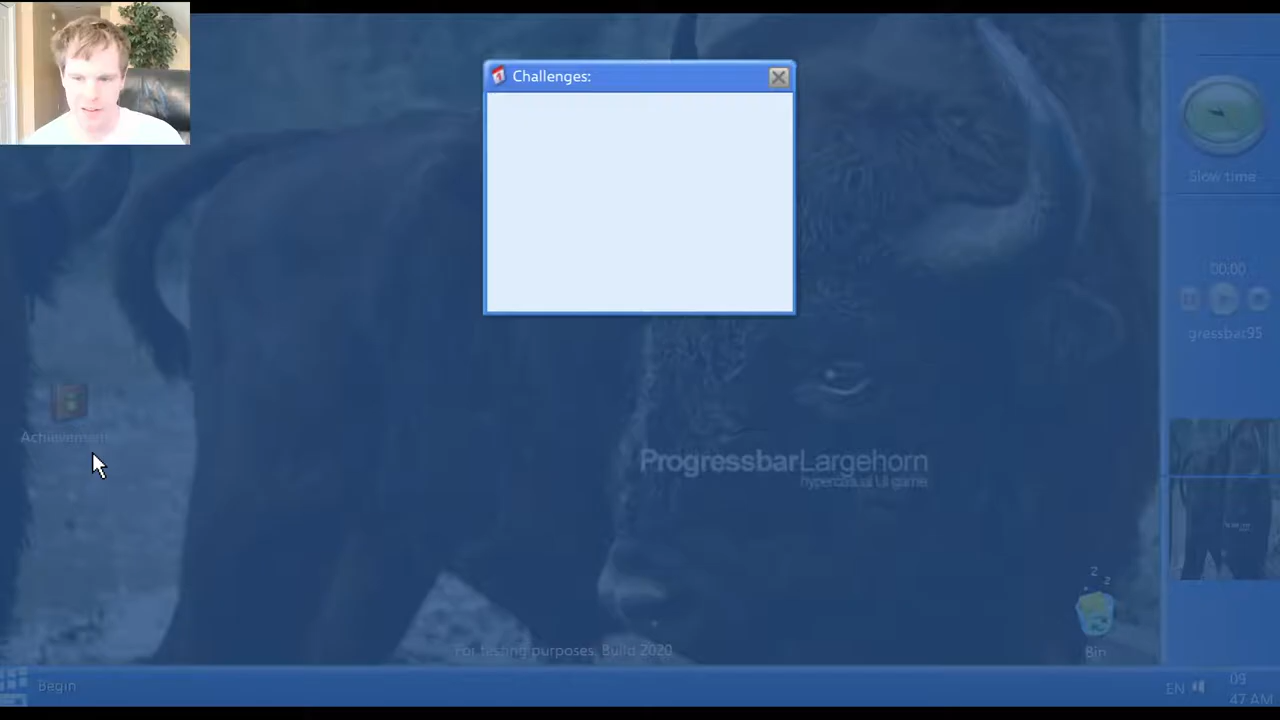 Challenges:
Slow time
00:00
gressbar95
Achievement
ProgressbarLargehorn
hypercasual UI game
For testing purposes. Build 2020
z
z
Bin
Begin
EN
09
47 AM